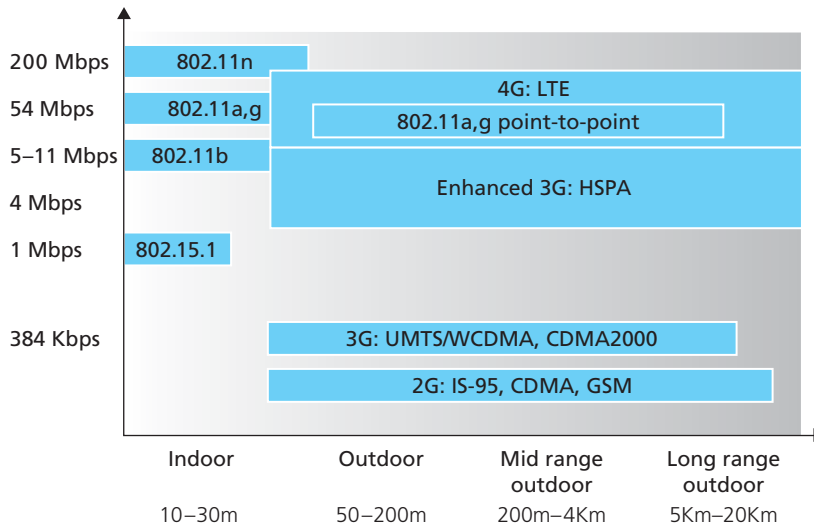 200 Mbps
802.11n
4G: LTE
54 Mbps
802.11a,g
802.11a,g point-to-point
5–11 Mbps
802.11b
Enhanced 3G: HSPA
4 Mbps
1 Mbps
802.15.1
384 Kbps
3G: UMTS/WCDMA, CDMA2000
2G: IS-95, CDMA, GSM
Indoor
Outdoor
Mid range
outdoor
Long range
outdoor
10–30m
50–200m
200m–4Km
5Km–20Km